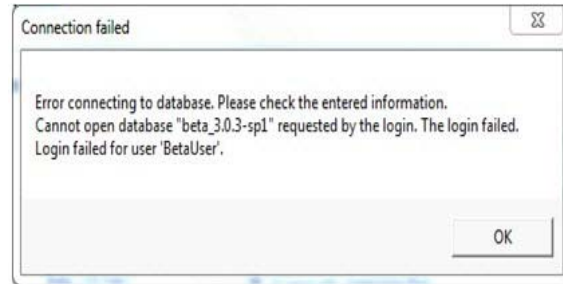 Connection failed
Error connecting to database. Please check the entered information.
Cannot open database "beta_3.0.3-sp1" requested by the login. The login failed.
Login failed for user 'BetaUser'.
OK